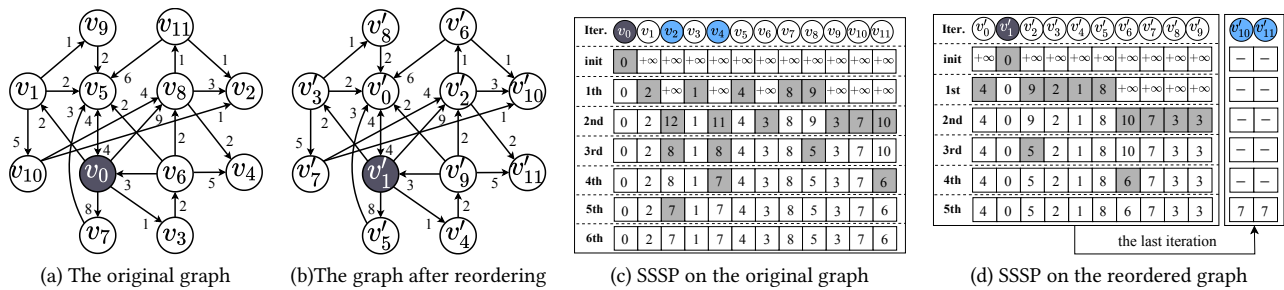 v9 v11
1 2 6 1 1
v1 2 v5 4 v8 3 v2
3 2 1
5 2 4 9 2
4
v10 v0 3 v6 5 v4
8 3 2
v7 1 v3
(a) The original graph
v′8 v′6
1 2 6 1 1
v′3 2 v′0 4 v′2 3 v′10
3 2 1
5 2 4 9 2
4
v′7 v′1 3 v′9 5 v′11
8 3 2
v′5 1 v′4
(b)The graph after reordering
Iter. v0 v1 v2 v3 v4 v5 v6 v7 v8 v9 v10 v11
init 0 +∞ +∞ +∞ +∞ +∞ +∞ +∞ +∞ +∞ +∞ +∞
1th 0 2 +∞ 1 +∞ 4 +∞ 8 9 +∞ +∞ +∞
2nd 0 2 12 1 11 4 3 8 9 3 7 10
3rd 0 2 8 1 8 4 3 8 5 3 7 10
4th 0 2 8 1 7 4 3 8 5 3 7 6
5th 0 2 7 1 7 4 3 8 5 3 7 6
6th 0 2 7 1 7 4 3 8 5 3 7 6
(c) SSSP on the original graph
Iter. v′0 v′1 v′2 v′3 v′4 v′5 v′6 v′7 v′8 v′9 v′10 v′11
init +∞ 0 +∞ +∞ +∞ +∞ +∞ +∞ +∞ +∞ − −
1st 4 0 9 2 1 8 +∞ +∞ +∞ +∞ − −
2nd 4 0 9 2 1 8 10 7 3 3 − −
3rd 4 0 5 2 1 8 10 7 3 3 − −
4th 4 0 5 2 1 8 6 7 3 3 − −
5th 4 0 5 2 1 8 6 7 3 3 7 7
the last iteration
(d) SSSP on the reordered graph